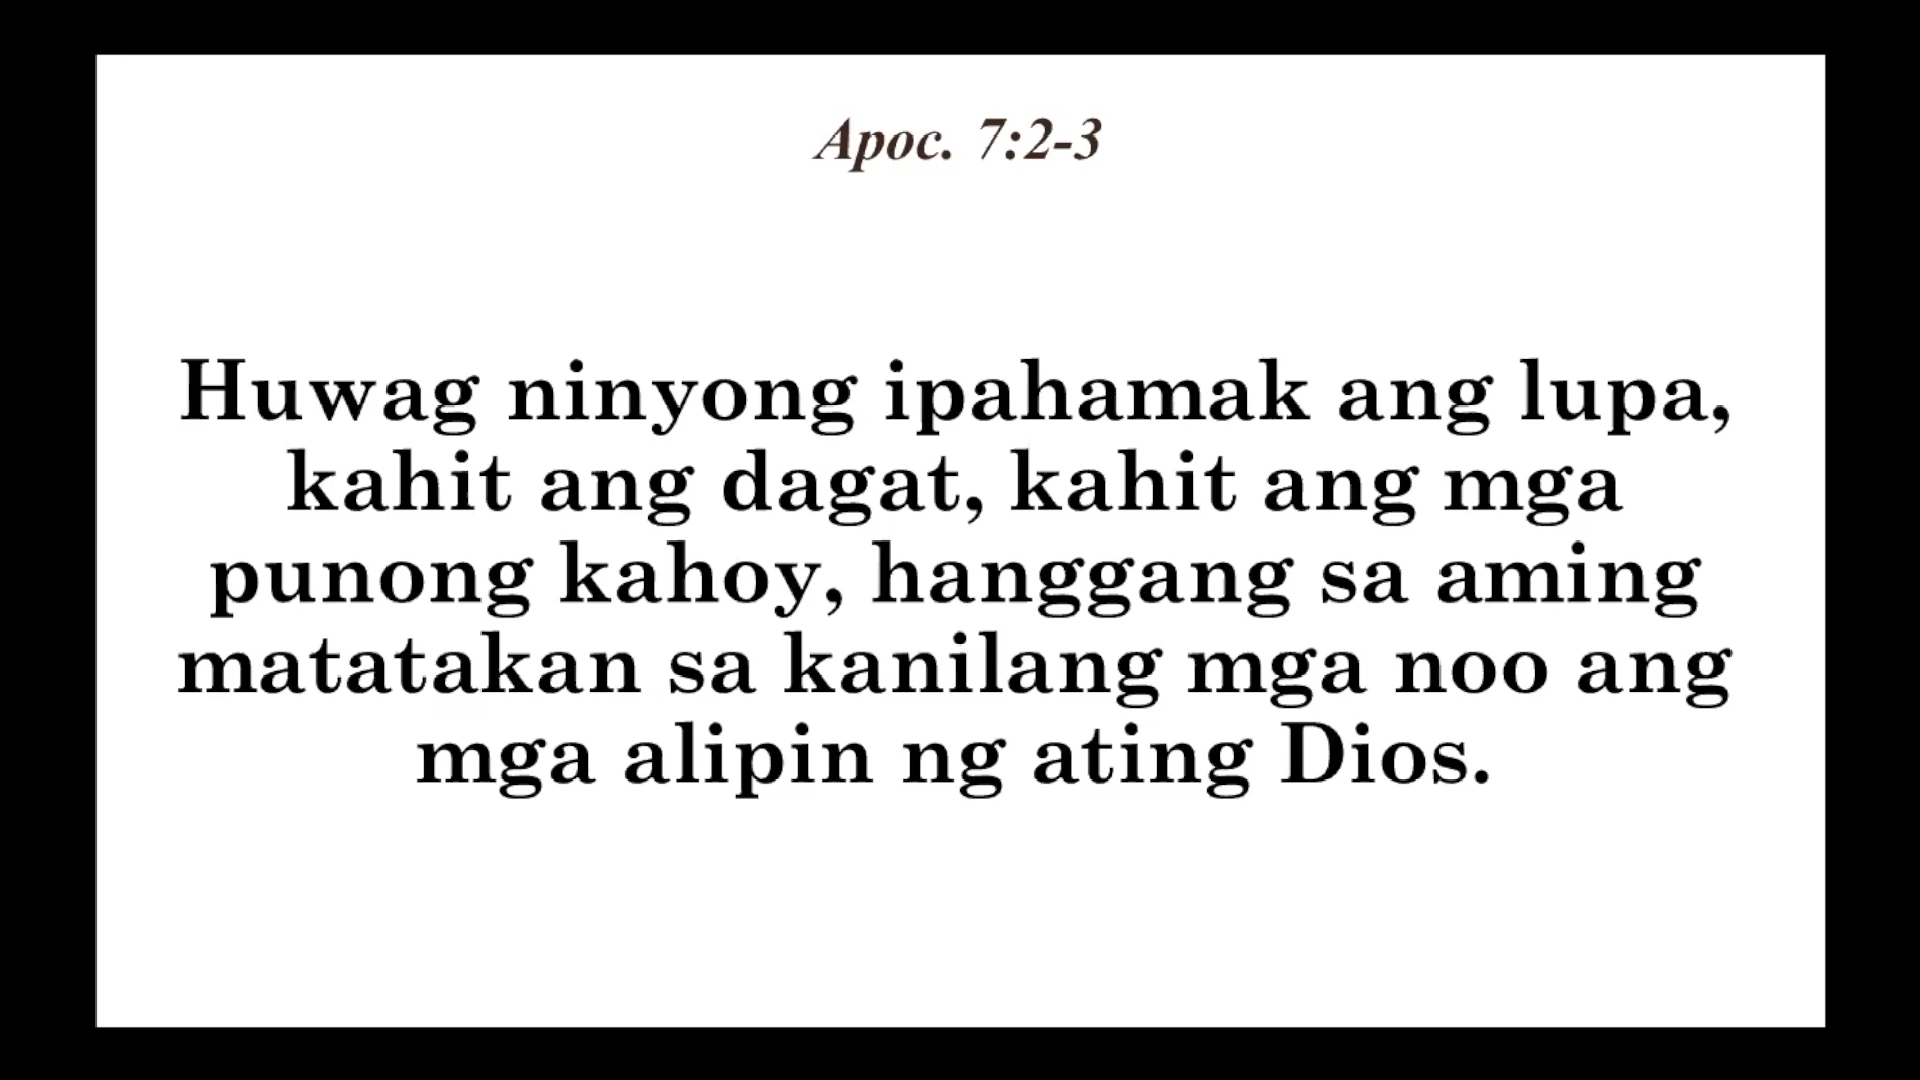 Apoc. 7:2-3
Huwag ninyong ipahamak ang lupa,
kahit ang dagat, kahit ang mga
punong kahoy, hanggang sa aming
matatakan sa kanilang mga noo ang
mga alipin ng ating Dios.